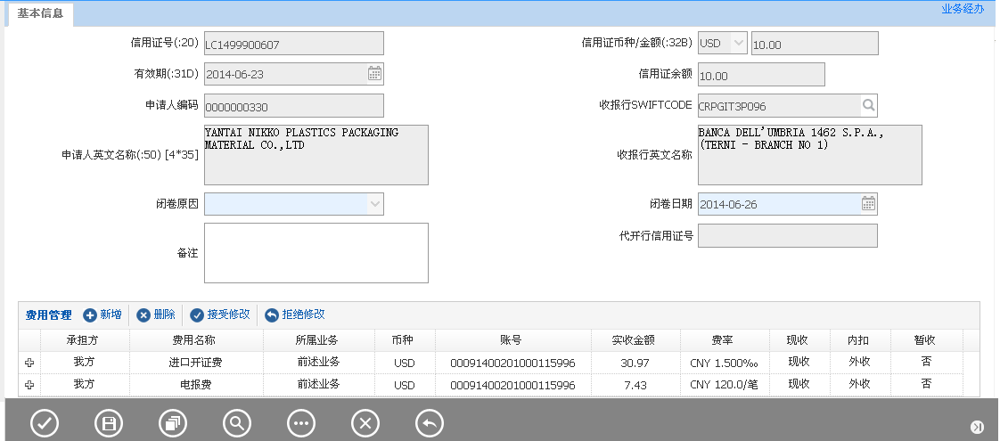 基本信息
业务经办
信用证号(:20) LC1499900607
信用证币种/金额(:32B) USD 10.00
有效期(:31D) 2014-06-23
信用证余额 10.00
申请人编码 0000000330
收报行SWIFTCODE CRPGIT3P096
申请人英文名称(:50) [4*35] YANTAI NIKKO PLASTICS PACKAGING
MATERIAL CO.,LTD
收报行英文名称 BANCA DELL'UMBRIA 1462 S.P.A.,
(TERNI - BRANCH NO 1)
闭卷原因
闭卷日期 2014-06-26
备注
代开行信用证号
费用管理 新增 删除 接受修改 拒绝修改
承担方 费用名称 所属业务 币种 账号 实收金额 费率 现收 内扣 暂收
我方 进口开证费 前述业务 USD 00091400201000115996 30.97 CNY 1.500‰ 现收 外收 否
我方 电报费 前述业务 USD 00091400201000115996 7.43 CNY 120.0/笔 现收 外收 否